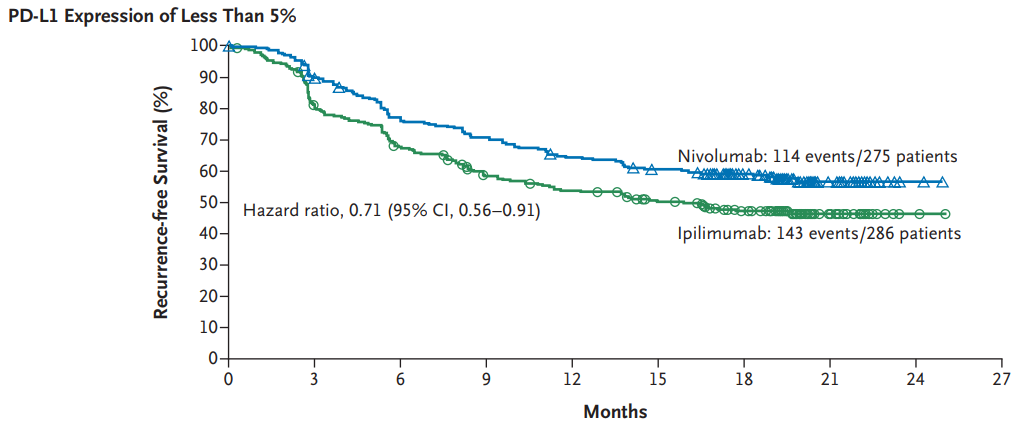 PD-L1 Expression of Less Than 5%
Recurrence-free Survival (%)
100
90
80
70
60
50
40
30
20
10
0
Nivolumab: 114 events/275 patients
Hazard ratio, 0.71 (95% CI, 0.56–0.91)
Ipilimumab: 143 events/286 patients
0 3 6 9 12 15 18 21 24 27
Months